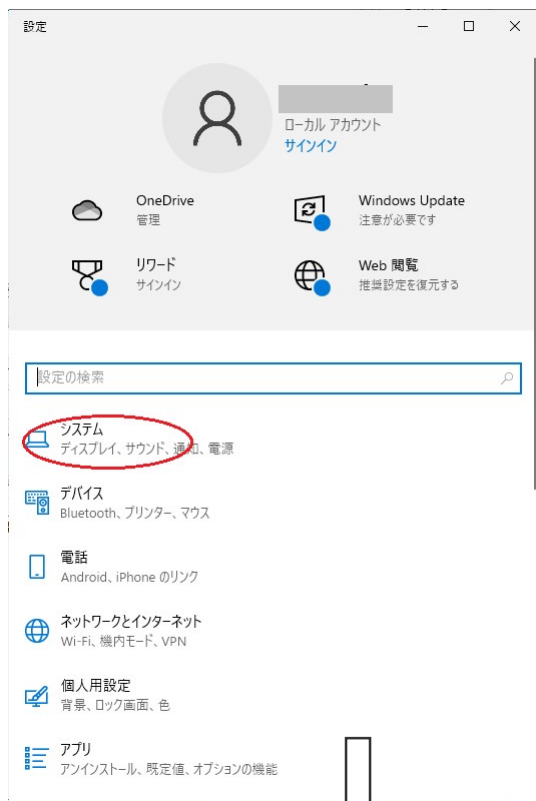 設定
ローカル アカウント
サインイン
OneDrive
管理
Windows Update
注意が必要です
リワード
サインイン
Web 閲覧
推奨設定を復元する
設定の検索
システム
ディスプレイ、サウンド、通知、電源
デバイス
Bluetooth、プリンター、マウス
電話
Android、iPhone のリンク
ネットワークとインターネット
Wi-Fi、機内モード、VPN
個人用設定
背景、ロック画面、色
アプリ
アンインストール、既定値、オプションの機能